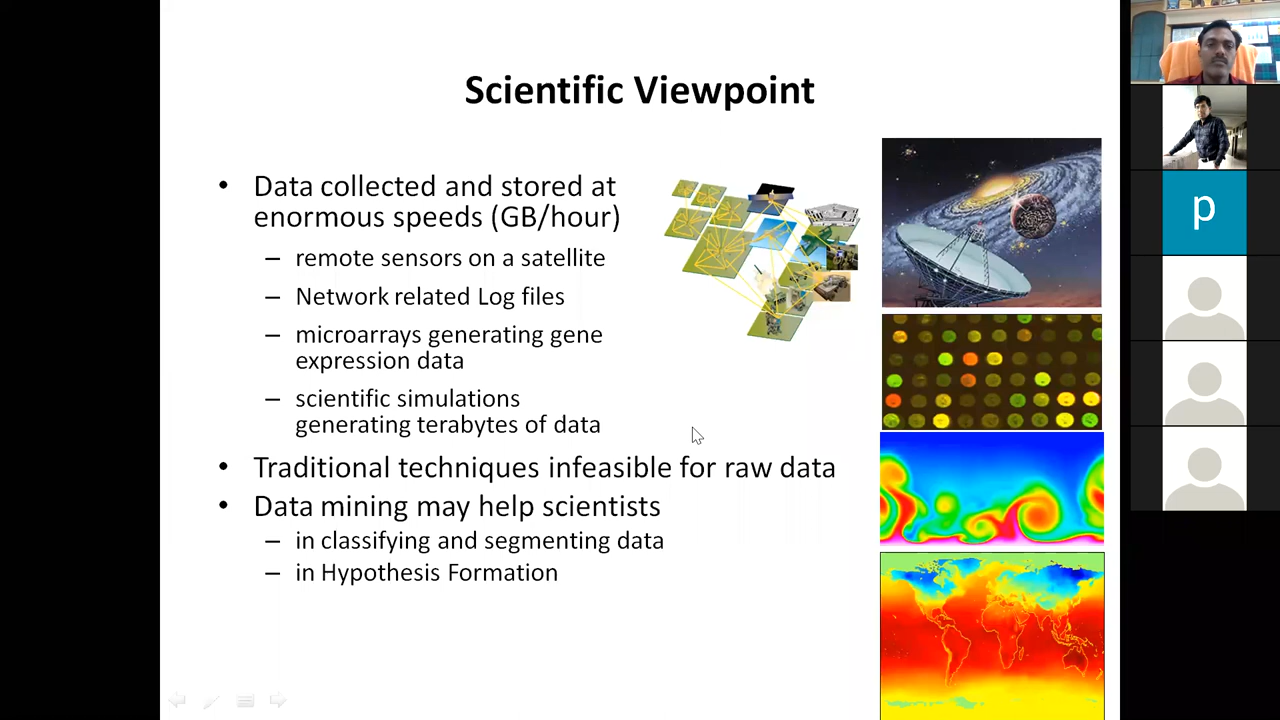 Scientific Viewpoint
• Data collected and stored at
enormous speeds (GB/hour)
– remote sensors on a satellite
– Network related Log files
– microarrays generating gene
expression data
– scientific simulations
generating terabytes of data
• Traditional techniques infeasible for raw data
• Data mining may help scientists
– in classifying and segmenting data
– in Hypothesis Formation
p